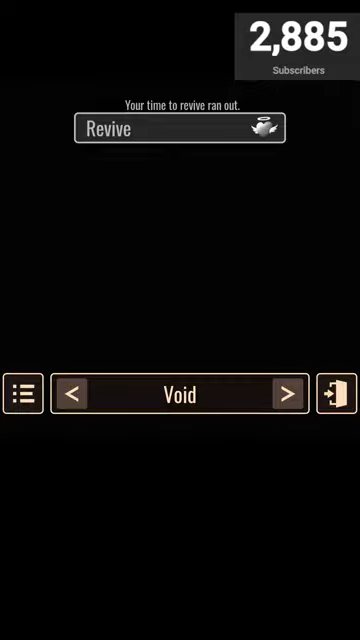 2,885
Subscribers
Your time to revive ran out.
Revive
< Void >